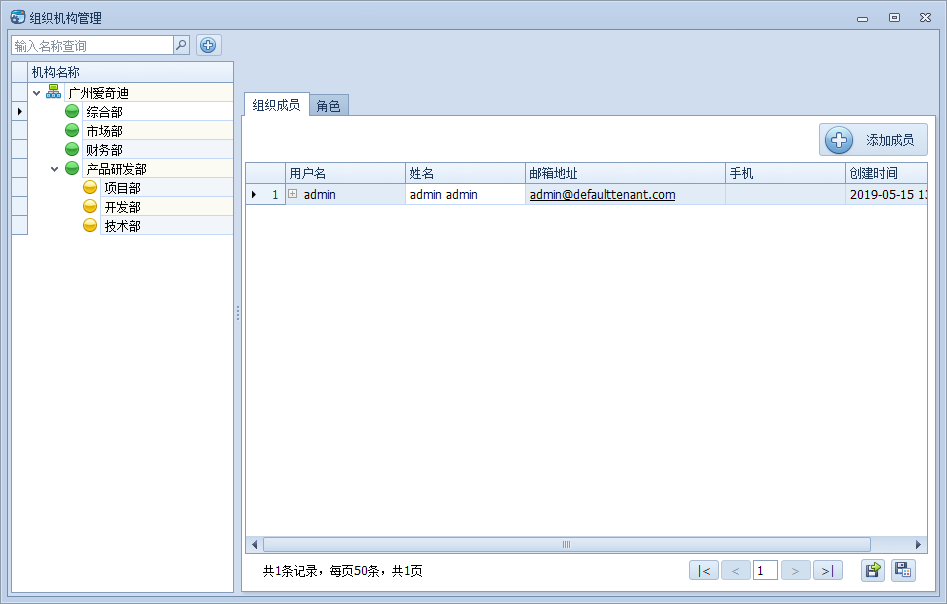 组织机构管理
输入名称查询
机构名称
广州爱奇迪
综合部
市场部
财务部
产品研发部
项目部
开发部
技术部
组织成员 角色
添加成员
用户名 姓名 邮箱地址 手机 创建时间
1 admin admin admin admin@defaulttenant.com 2019-05-15 13
共1条记录，每页50条，共1页
|< < 1 > >|